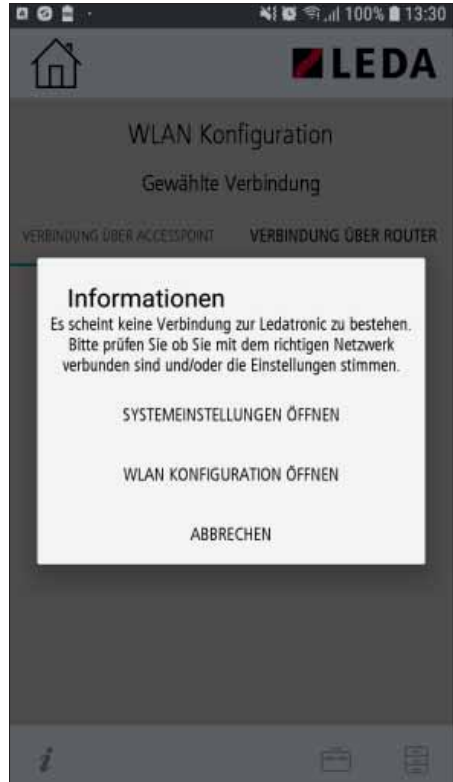 100% 13:30
LEDA
WLAN Konfiguration
Gewählte Verbindung
VERBINDUNG ÜBER ACCESSPOINT VERBINDUNG ÜBER ROUTER
Informationen
Es scheint keine Verbindung zur Ledatronic zu bestehen.
Bitte prüfen Sie ob Sie mit dem richtigen Netzwerk
verbunden sind und/oder die Einstellungen stimmen.
SYSTEMEINSTELLUNGEN ÖFFNEN
WLAN KONFIGURATION ÖFFNEN
ABBRECHEN
i